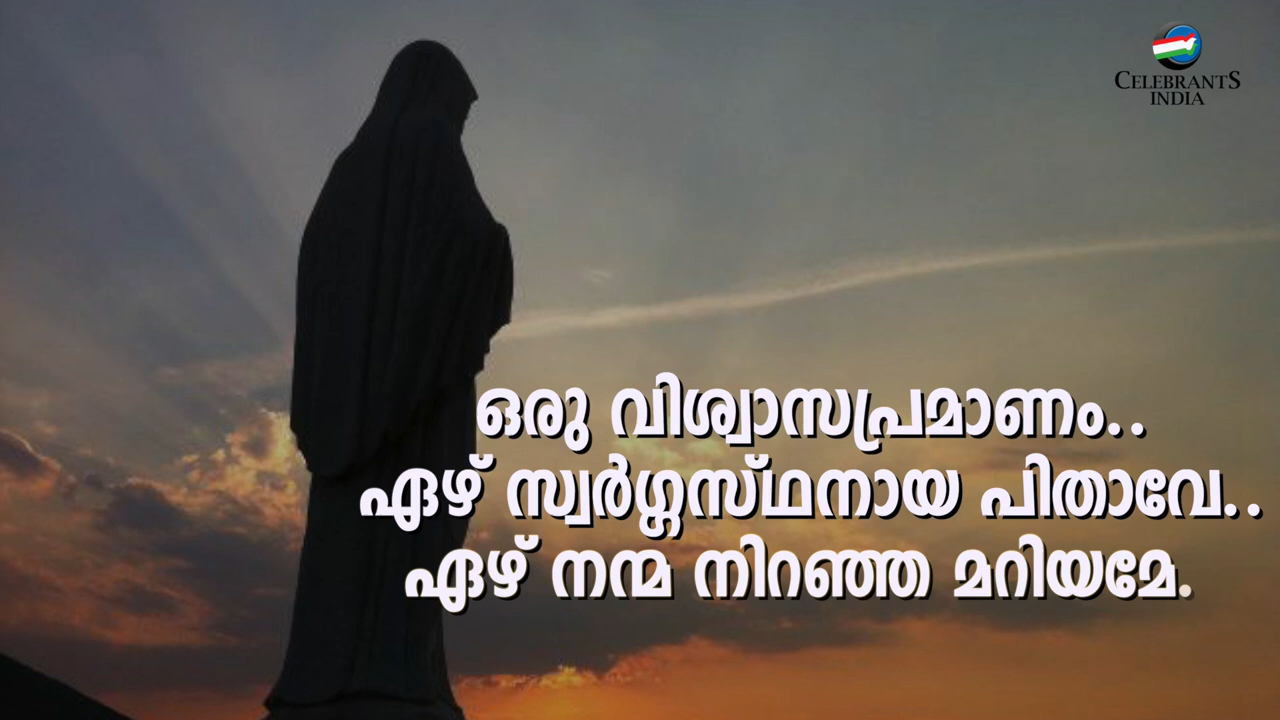 CELEBRANTS
INDIA
ഒരു വിശ്വാസപ്രമാണം..
ഏഴ് സ്വർഗ്ഗസ്ഥനായ പിതാവേ..
ഏഴ് നന്മ നിറഞ്ഞ മറിയമേ.